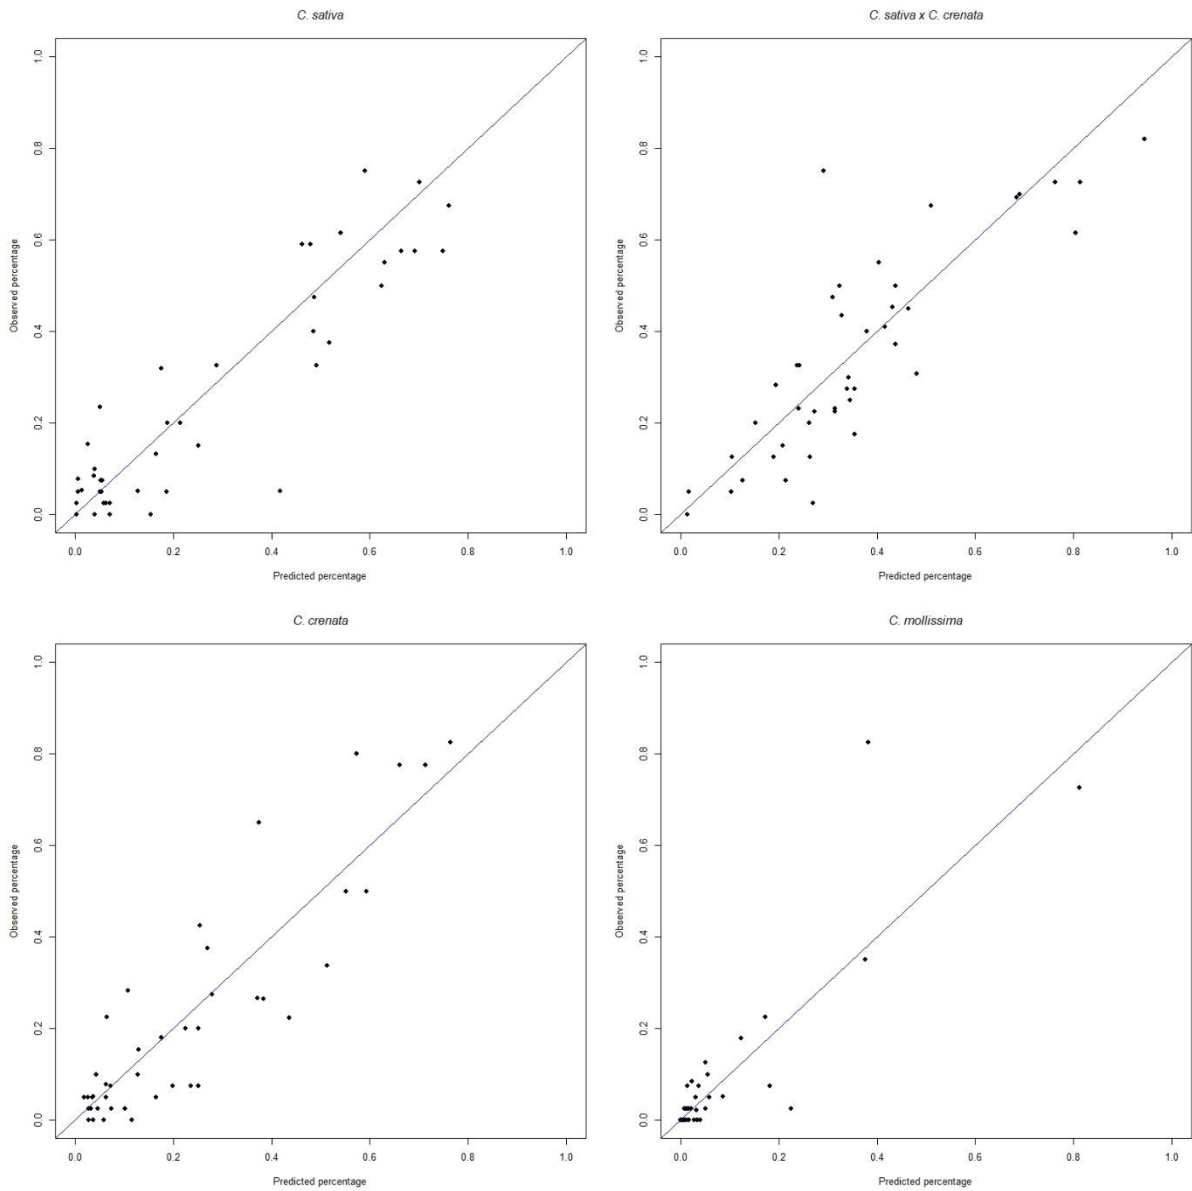 C. sativa
1.0
0.8
0.6
0.4
0.2
0.0
Observed percentage
0.0 0.2 0.4 0.6 0.8 1.0
Predicted percentage
C. sativa x C. crenata
1.0
0.8
0.6
0.4
0.2
0.0
Observed percentage
0.0 0.2 0.4 0.6 0.8 1.0
Predicted percentage
C. crenata
1.0
0.8
0.6
0.4
0.2
0.0
Observed percentage
0.0 0.2 0.4 0.6 0.8 1.0
Predicted percentage
C. mollissima
1.0
0.8
0.6
0.4
0.2
0.0
Observed percentage
0.0 0.2 0.4 0.6 0.8 1.0
Predicted percentage